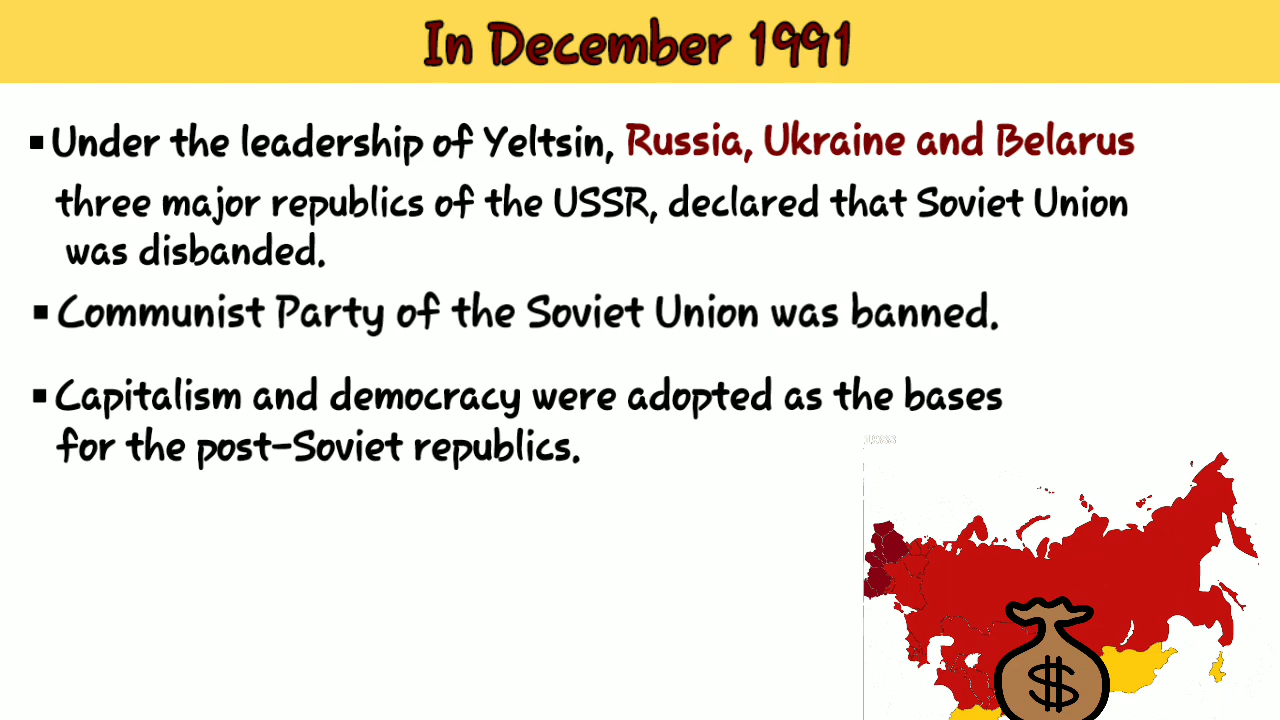 In December 1991
▪Under the leadership of Yeltsin, Russia, Ukraine and Belarus
three major republics of the USSR, declared that Soviet Union
was disbanded.
▪Communist Party of the Soviet Union was banned.
▪Capitalism and democracy were adopted as the bases
for the post-Soviet republics.
$